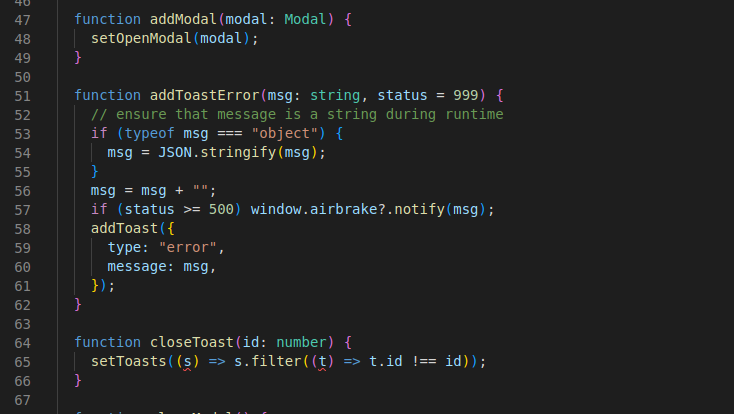 46
47 function addModal(modal: Modal) {
48 setOpenModal(modal);
49 }
50
51 function addToastError(msg: string, status = 999) {
52 // ensure that message is a string during runtime
53 if (typeof msg === "object") {
54 msg = JSON.stringify(msg);
55 }
56 msg = msg + "";
57 if (status >= 500) window.airbrake?.notify(msg);
58 addToast({
59 type: "error",
60 message: msg,
61 });
62 }
63
64 function closeToast(id: number) {
65 setToasts((s) => s.filter((t) => t.id !== id));
66 }
67